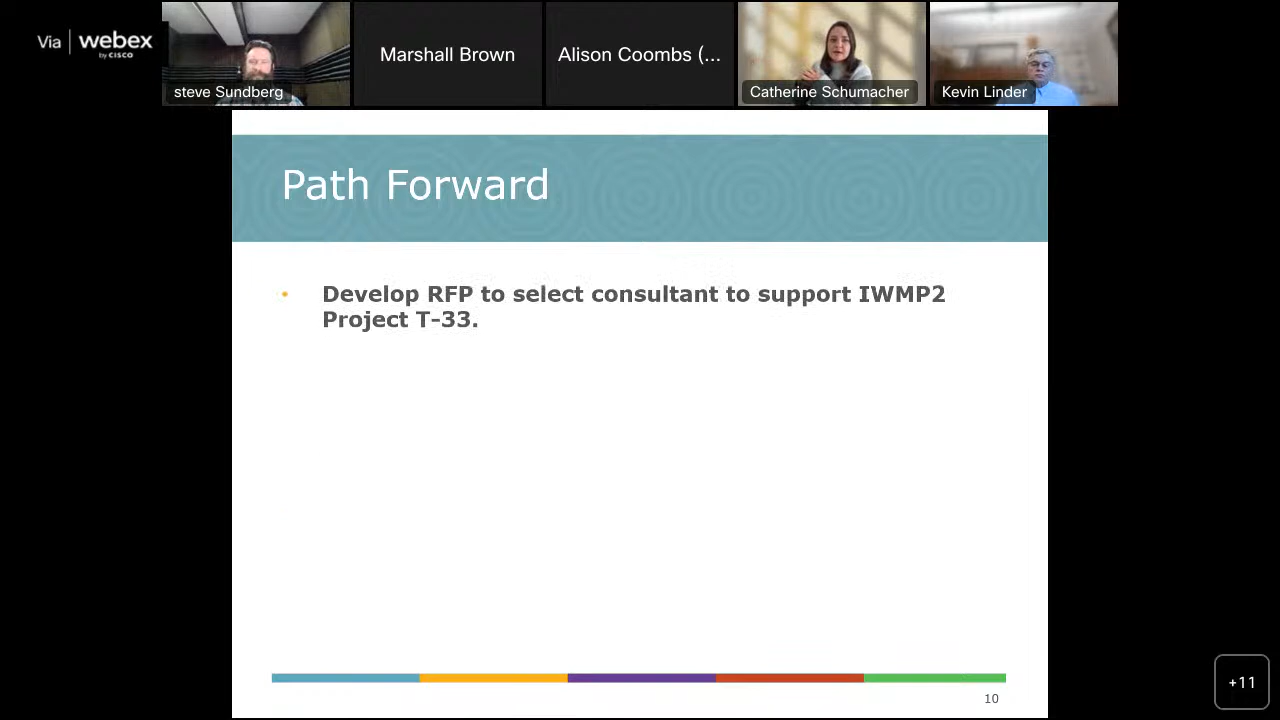 Via webex
by CISCO
steve Sundberg
Marshall Brown
Alison Coombs (...
Catherine Schumacher
Kevin Linder
Path Forward
• Develop RFP to select consultant to support IWMP2
Project T-33.
10
+11